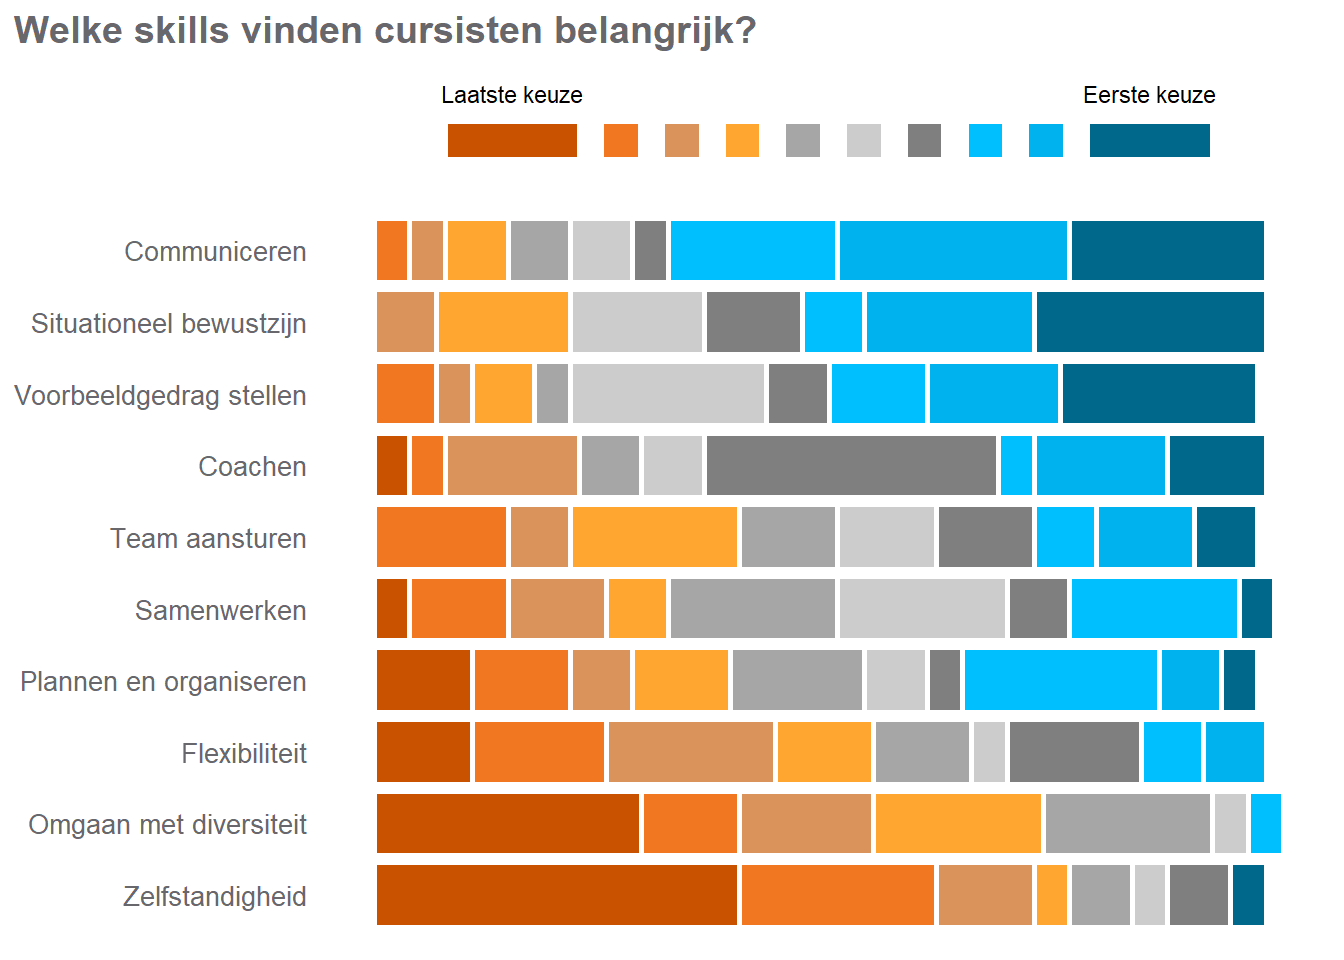 Welke skills vinden cursisten belangrijk?
Laatste keuze Eerste keuze
Communiceren
Situationeel bewustzijn
Voorbeeldgedrag stellen
Coachen
Team aansturen
Samenwerken
Plannen en organiseren
Flexibiliteit
Omgaan met diversiteit
Zelfstandigheid